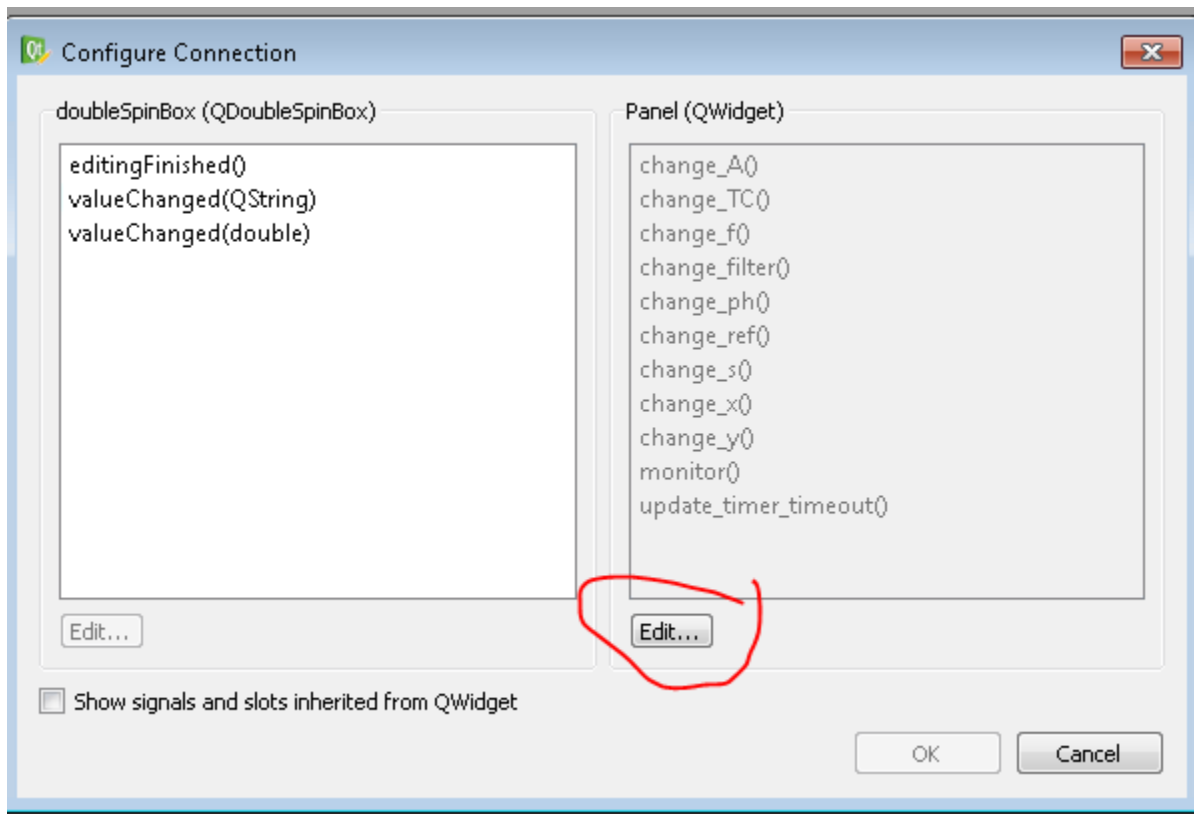 Qt
Configure Connection
doubleSpinBox (QDoubleSpinBox)
editingFinished()
valueChanged(QString)
valueChanged(double)
Edit...
Panel (QWidget)
change_A()
change_TC()
change_f()
change_filter()
change_ph()
change_ref()
change_s()
change_x()
change_y()
monitor()
update_timer_timeout()
Edit...
Show signals and slots inherited from QWidget
OK
Cancel